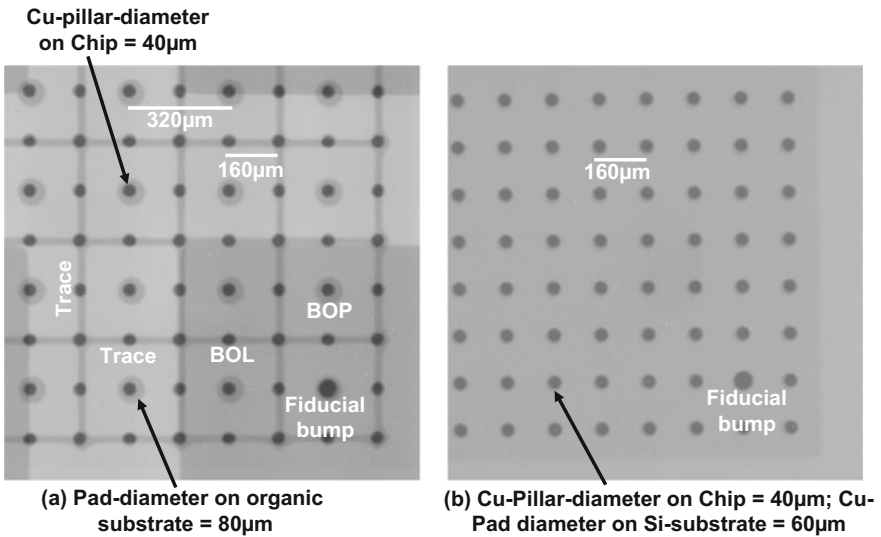 Cu-pillar-diameter
on Chip = 40µm
320µm
160µm
Trace
BOP
Trace
BOL
Fiducial
bump
(a) Pad-diameter on organic
substrate = 80µm
160µm
Fiducial
bump
(b) Cu-Pillar-diameter on Chip = 40µm; Cu-
Pad diameter on Si-substrate = 60µm